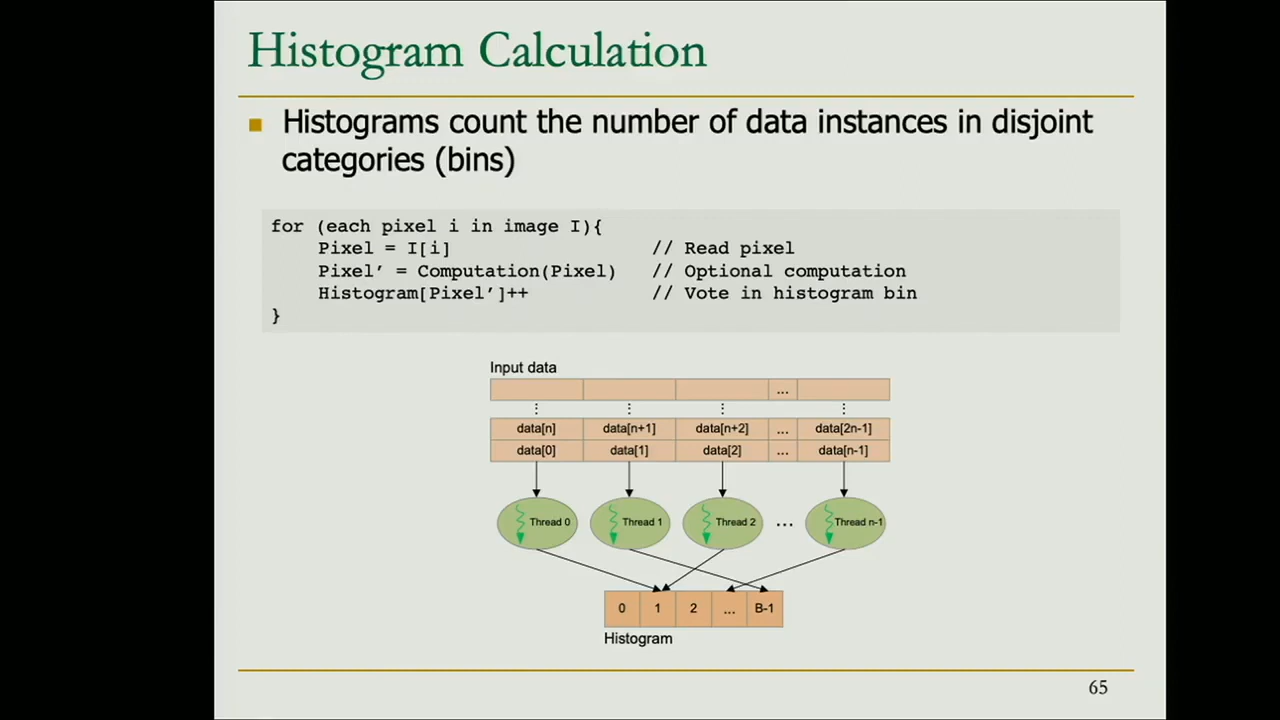 Histogram Calculation
Histograms count the number of data instances in disjoint
categories (bins)
for (each pixel i in image I){
Pixel = I[i] // Read pixel
Pixel’ = Computation(Pixel) // Optional computation
Histogram[Pixel’]++ // Vote in histogram bin
}
Input data
...
data[n] data[n+1] data[n+2] ... data[2n-1]
data[0] data[1] data[2] ... data[n-1]
Thread 0 Thread 1 Thread 2 ... Thread n-1
0 1 2 ... B-1
Histogram
65